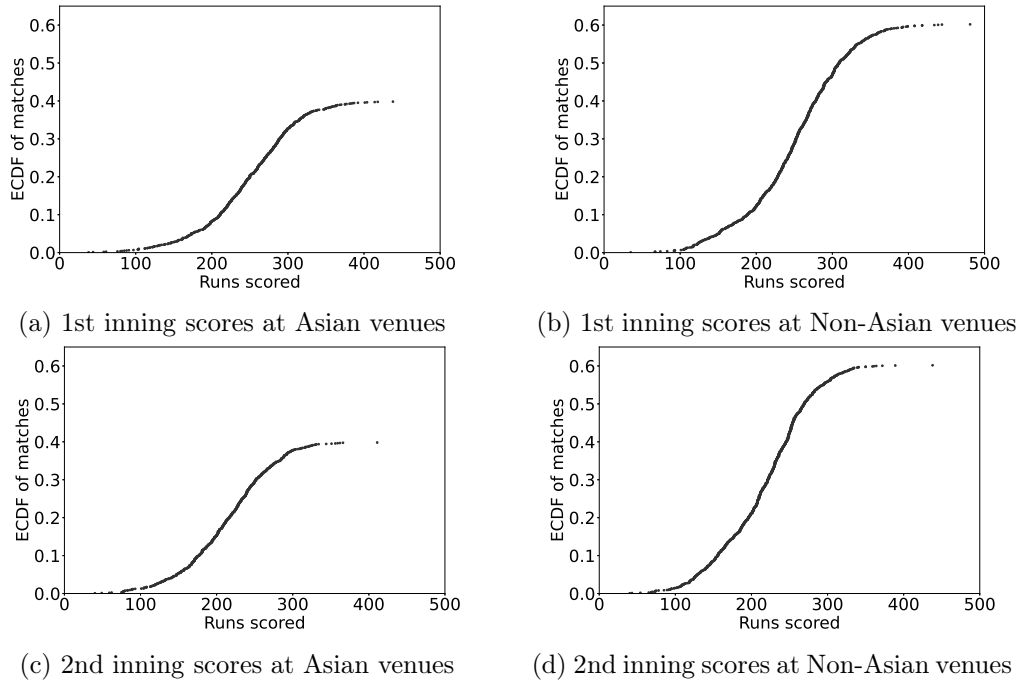 ECDF of matches
0.6
0.5
0.4
0.3
0.2
0.1
0.0
0 100 200 300 400 500
Runs scored
(a) 1st inning scores at Asian venues
ECDF of matches
0.6
0.5
0.4
0.3
0.2
0.1
0.0
0 100 200 300 400 500
Runs scored
(b) 1st inning scores at Non-Asian venues
ECDF of matches
0.6
0.5
0.4
0.3
0.2
0.1
0.0
0 100 200 300 400 500
Runs scored
(c) 2nd inning scores at Asian venues
ECDF of matches
0.6
0.5
0.4
0.3
0.2
0.1
0.0
0 100 200 300 400 500
Runs scored
(d) 2nd inning scores at Non-Asian venues